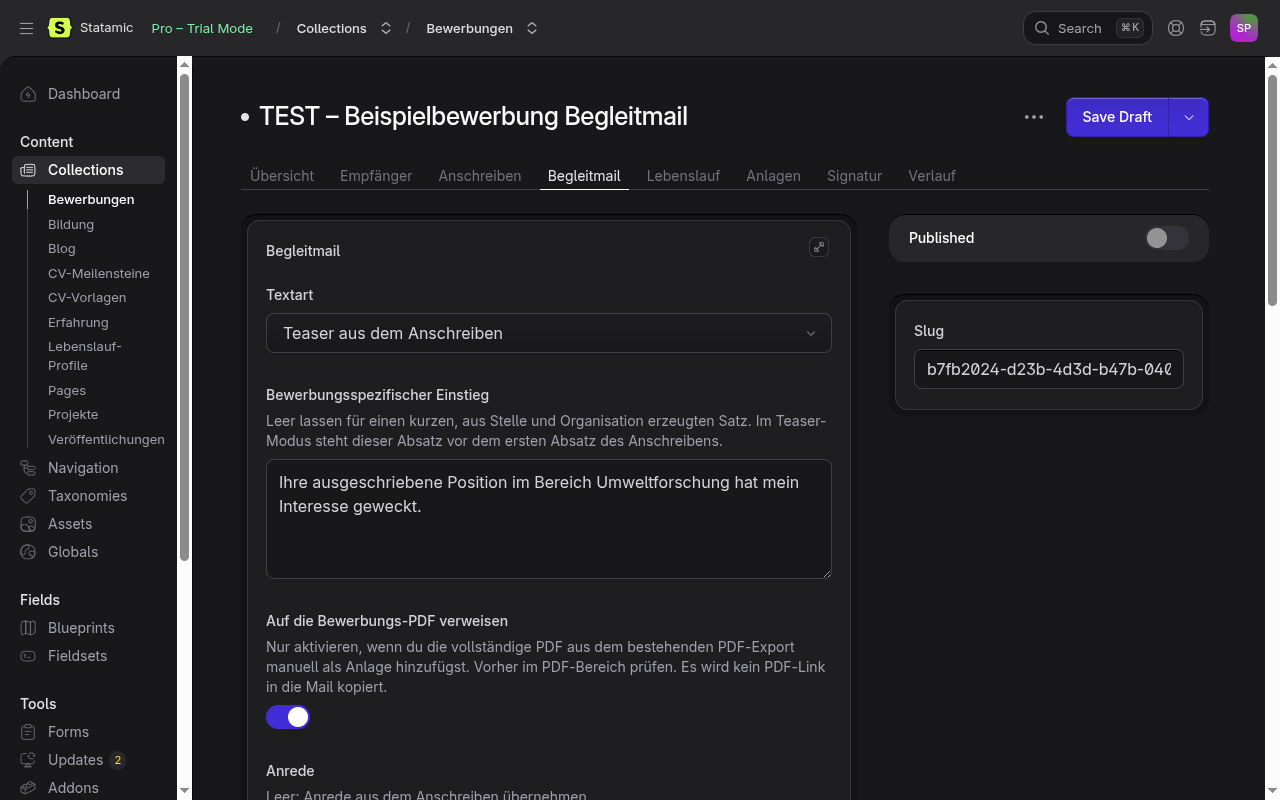 Statamic Pro – Trial Mode / Collections / Bewerbungen Search ⌘K SP
Dashboard
Content
Collections
Bewerbungen
Bildung
Blog
CV-Meilensteine
CV-Vorlagen
Erfahrung
Lebenslauf-
Profile
Pages
Projekte
Veröffentlichungen
Navigation
Taxonomies
Assets
Globals
Fields
Blueprints
Fieldsets
Tools
Forms
Updates 2
Addons
TEST – Beispielbewerbung Begleitmail
Save Draft
Übersicht Empfänger Anschreiben Begleitmail Lebenslauf Anlagen Signatur Verlauf
Begleitmail
Textart
Teaser aus dem Anschreiben
Bewerbungsspezifischer Einstieg
Leer lassen für einen kurzen, aus Stelle und Organisation erzeugten Satz. Im Teaser-
Modus steht dieser Absatz vor dem ersten Absatz des Anschreibens.
Ihre ausgeschriebene Position im Bereich Umweltforschung hat mein
Interesse geweckt.
Auf die Bewerbungs-PDF verweisen
Nur aktivieren, wenn du die vollständige PDF aus dem bestehenden PDF-Export
manuell als Anlage hinzufügst. Vorher im PDF-Bereich prüfen. Es wird kein PDF-Link
in die Mail kopiert.
Anrede
Leer: Anrede aus dem Anschreiben übernehmen
Published
Slug
b7fb2024-d23b-4d3d-b47b-040